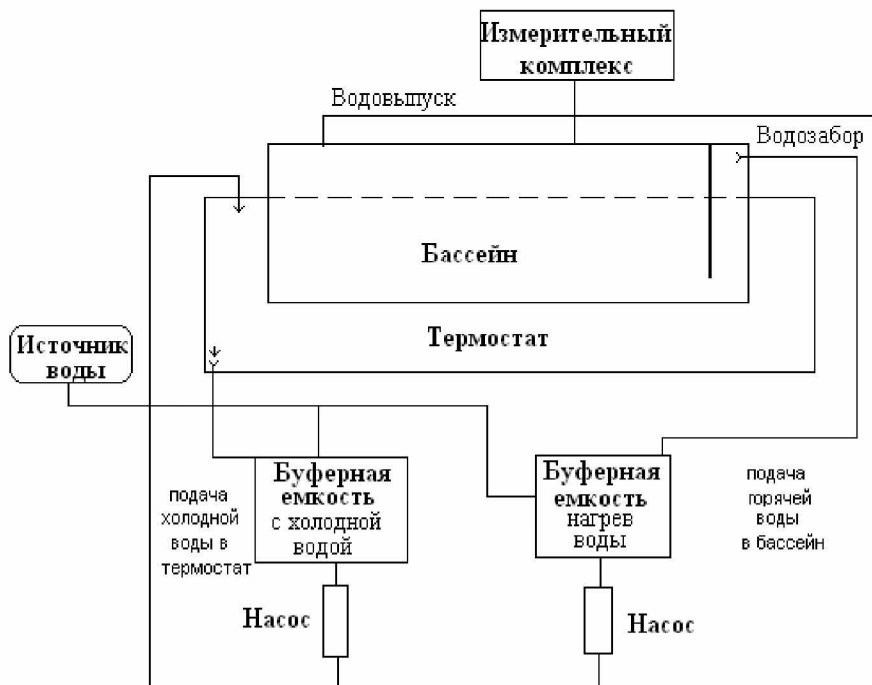 Измерительный
комплекс
Водовыпуск
Водозабор
Бассейн
Термостат
Источник
воды
Буферная
емкость
с холодной
водой
Буферная
емкость
нагрев
воды
подача
холодной
воды в
термостат
подача
горячей
воды
в бассейн
Насос
Насос